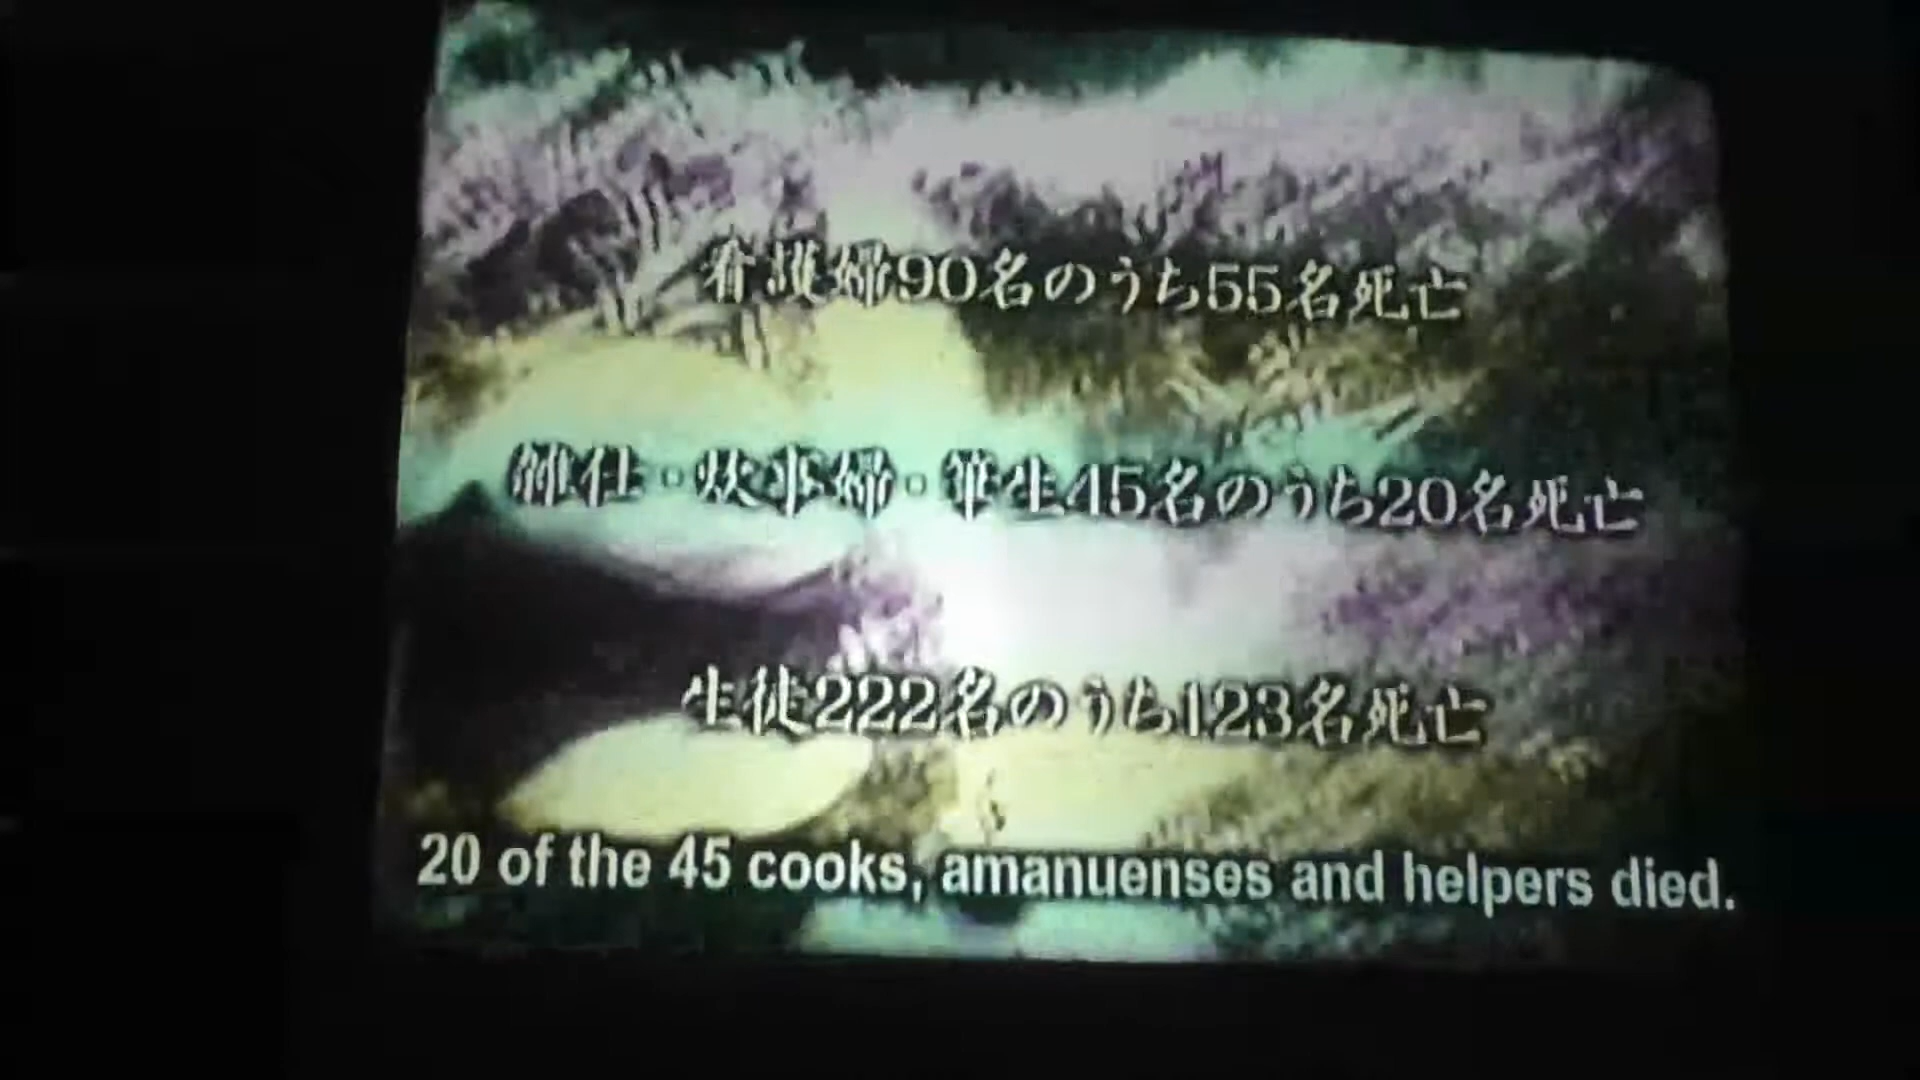 看護婦90名のうち55名死亡
雑仕・炊事婦・筆生45名のうち20名死亡
生徒222名のうち123名死亡
20 of the 45 cooks, amanuenses and helpers died.